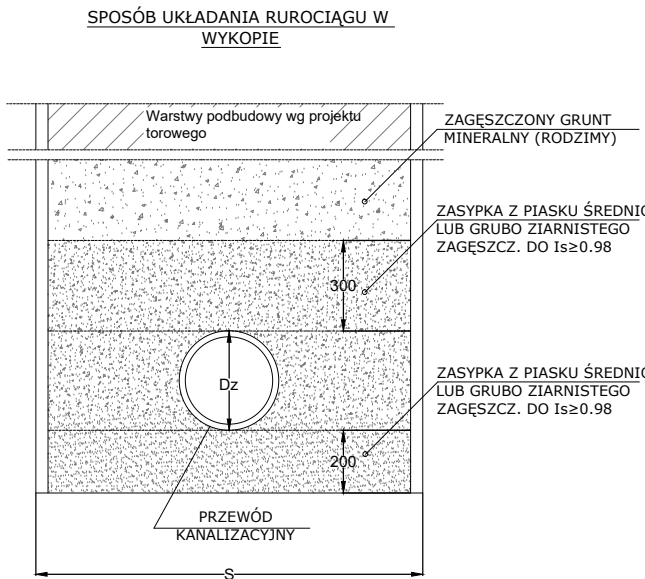 SPOSÓB UKŁADANIA RUROCIĄGU W
WYKOPIE
Warstwy podbudowy wg projektu
torowego
ZAGĘSZCZONY GRUNT
MINERALNY (RODZIMY)
ZASYPKA Z PIASKU ŚREDNIO
LUB GRUBO ZIARNISTEGO
ZAGĘSZCZ. DO Is≥0.98
300
Dz
ZASYPKA Z PIASKU ŚREDNIO
LUB GRUBO ZIARNISTEGO
ZAGĘSZCZ. DO Is≥0.98
200
PRZEWÓD
KANALIZACYJNY
S